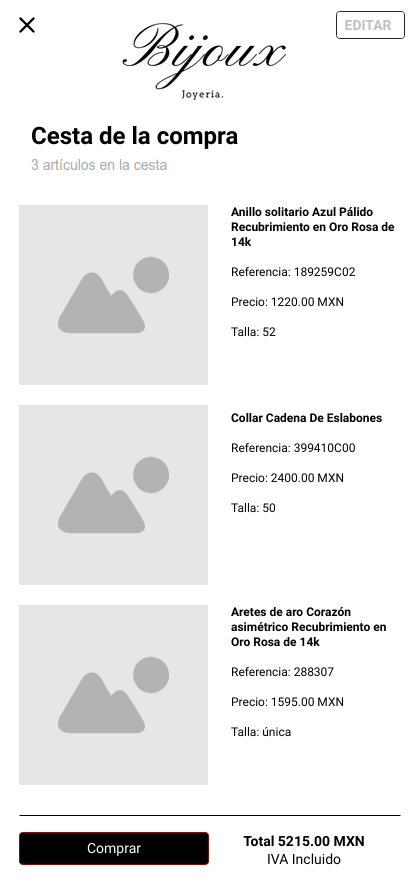 EDITAR
Bijoux
Joyería.
Cesta de la compra
3 artículos en la cesta
Anillo solitario Azul Pálido
Recubrimiento en Oro Rosa de
14k
Referencia: 189259C02
Precio: 1220.00 MXN
Talla: 52
Collar Cadena De Eslabones
Referencia: 399410C00
Precio: 2400.00 MXN
Talla: 50
Aretes de aro Corazón
asimétrico Recubrimiento en
Oro Rosa de 14k
Referencia: 288307
Precio: 1595.00 MXN
Talla: única
Comprar
Total 5215.00 MXN
IVA Incluido